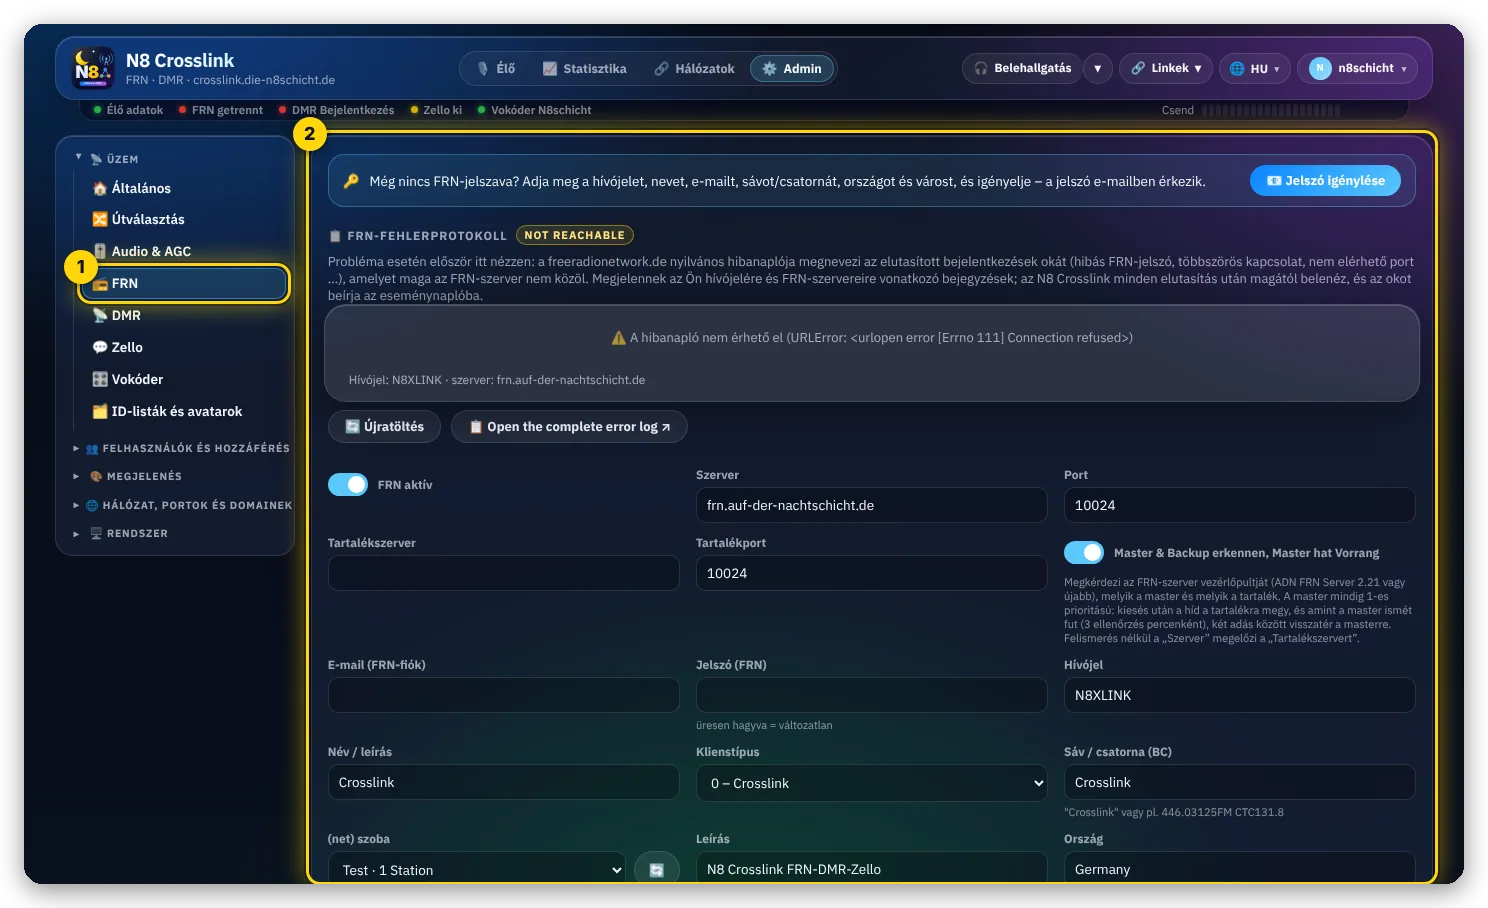 N8 Crosslink
FRN · DMR · crosslink.die-n8schicht.de
Élő
Statisztika
Hálózatok
Admin
Belehallgatás
▼
Linken ▼
HU
N
n8schicht
Élő adatok
FRN getrennt
DMR Bejelentkezés
Zello ki
Vokóder N8schicht
Csend
ÜZEM
Általános
Útválasztás
Audio & AGC
1
FRN
DMR
Zello
Vokóder
ID-listák és avatarok
FELHASZNÁLÓK ÉS HOZZÁFÉRÉS
MEGJELENÉS
HÁLÓZAT, PORTOK ÉS DOMAINEK
RENDSZER
2
Még nincs FRN-jelszava? Adja meg a hívójelet, nevet, e-mailt, sávot/csatornát, országot és várost, és igényelje – a jelszó e-mailben érkezik.
Jelszó igénylése
FRN-FEHLERPROTOKOLL
NOT REACHABLE
Probléma esetén először itt nézzen: a freeradionetwork.de nyilvános hibanaplója megnevezi az elutasított bejelentkezések okát (hibás FRN-jelszó, többszörös kapcsolat, nem elérhető port
...), amelyet maga az FRN-szerver nem közöl. Megjelennek az Ön hívójelére és FRN-szervereire vonatkozó bejegyzések; az N8 Crosslink minden elutasítás után magától belenéz, és az okot
beírja az eseménynaplóba.
A hibanapló nem érhető el (URLError: <urlopen error [Errno 111] Connection refused>)
Hívójel: N8XLINK · szerver: frn.auf-der-nachtschicht.de
Újratöltés
Open the complete error log ↗
FRN aktív
Szerver
frn.auf-der-nachtschicht.de
Port
10024
Tartalékszerver
Tartalékport
10024
Master & Backup erkennen, Master hat Vorrang
Megkérdezi az FRN-szerver vezérlőpultját (ADN FRN Server 2.21 vagy
újabb), melyik a master és melyik a tartalék. A master mindig 1-es
prioritású: kiesés után a híd a tartalékra megy, és amint a master ismét
fut (3 ellenőrzés percenként), két adás között visszatér a masterre.
Felismerés nélkül a „Szerver” megelőzi a „Tartalékszervert”.
E-mail (FRN-fiók)
Jelszó (FRN)
üresen hagyva = változatlan
Hívójel
N8XLINK
Név / leírás
Crosslink
Klienstípus
0 – Crosslink
Sáv / csatorna (BC)
Crosslink
"Crosslink" vagy pl. 446.03125FM CTC131.8
(net) szoba
Test · 1 Station
Leírás
N8 Crosslink FRN-DMR-Zello
Ország
Germany